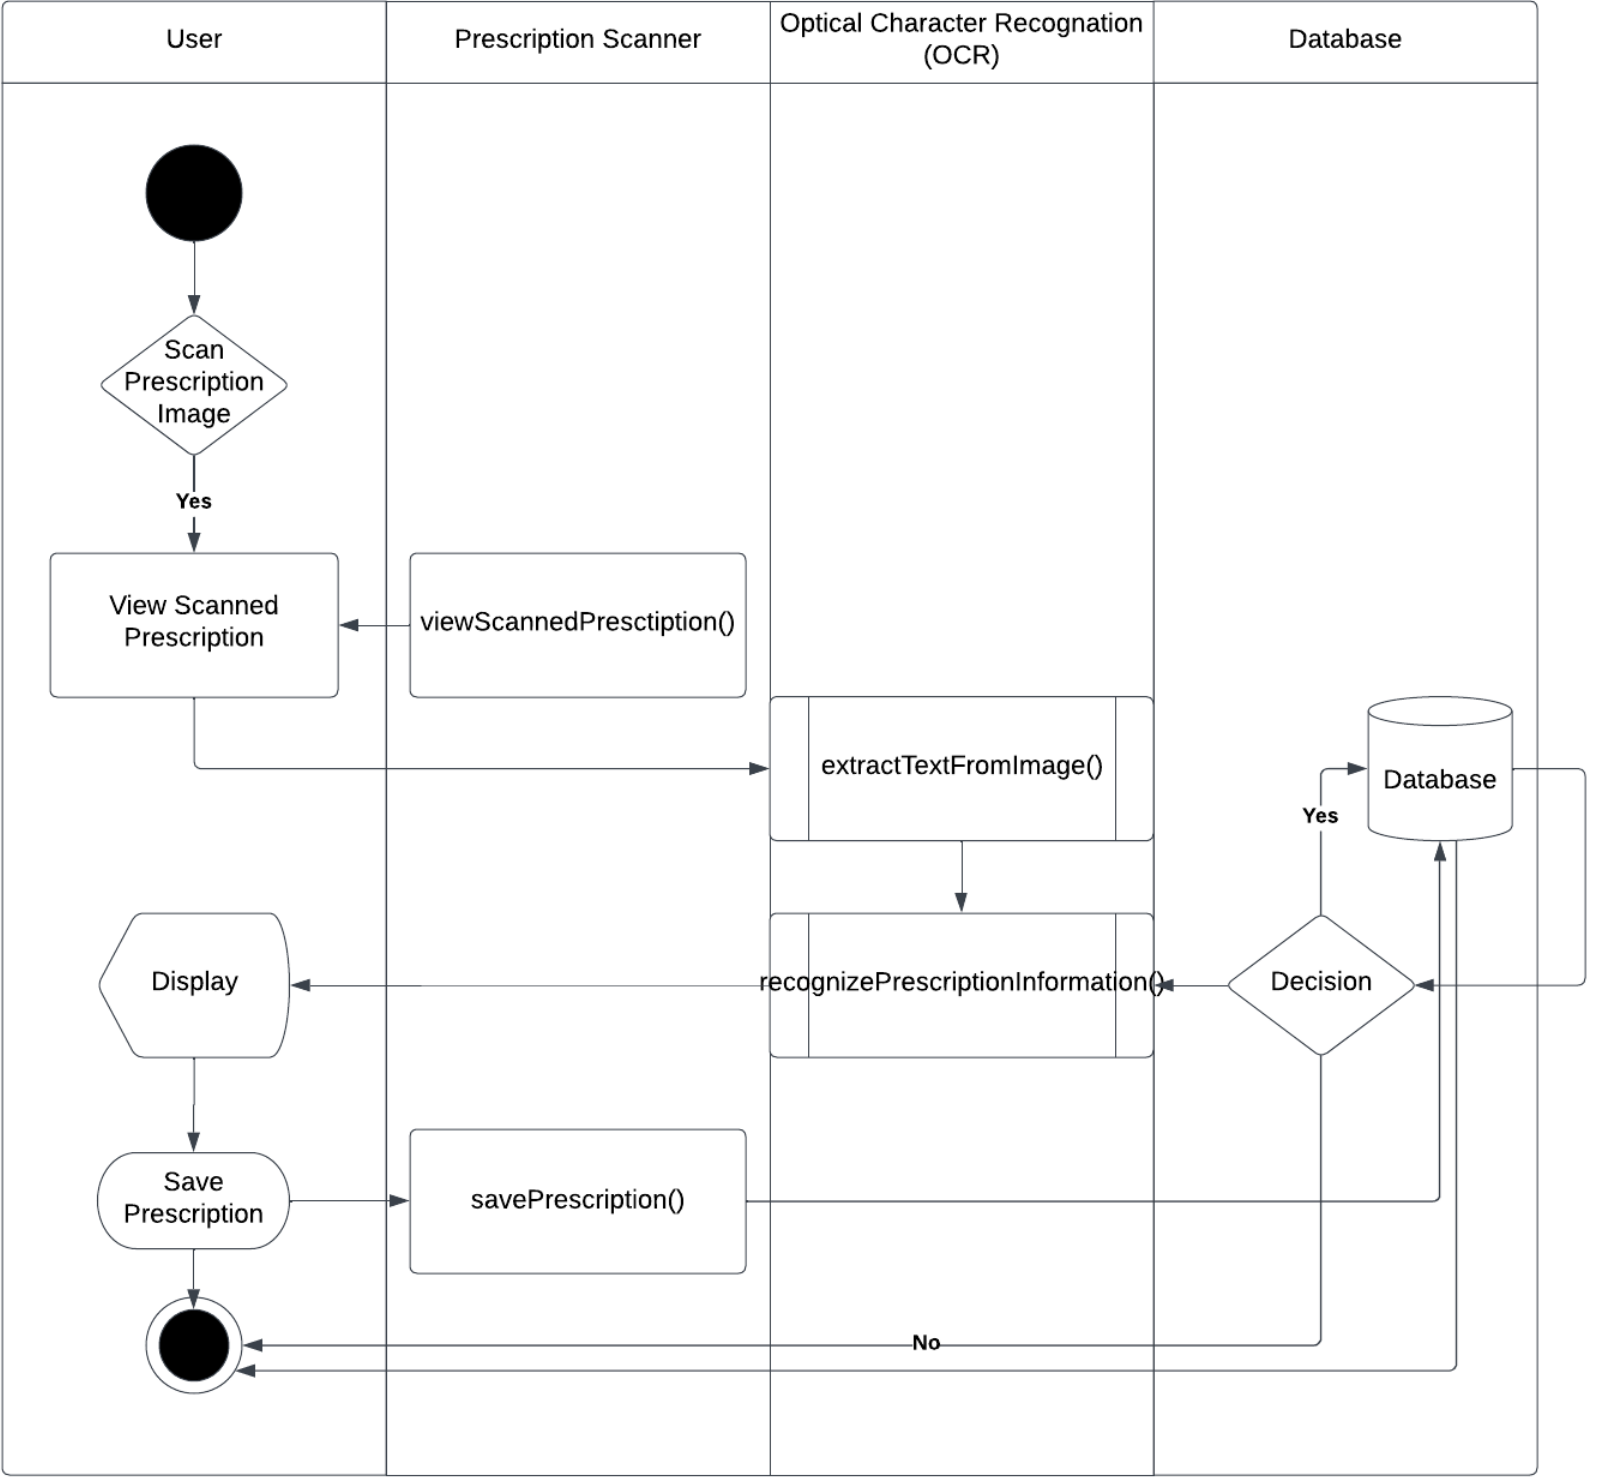 User
Prescription Scanner
Optical Character Recognation
(OCR)
Database
Scan
Prescription
Image
Yes
View Scanned
Prescription
viewScannedPresctiption()
extractTextFromImage()
Database
Yes
Display
recognizePrescriptionInformation()
Decision
Save
Prescription
savePrescription()
No